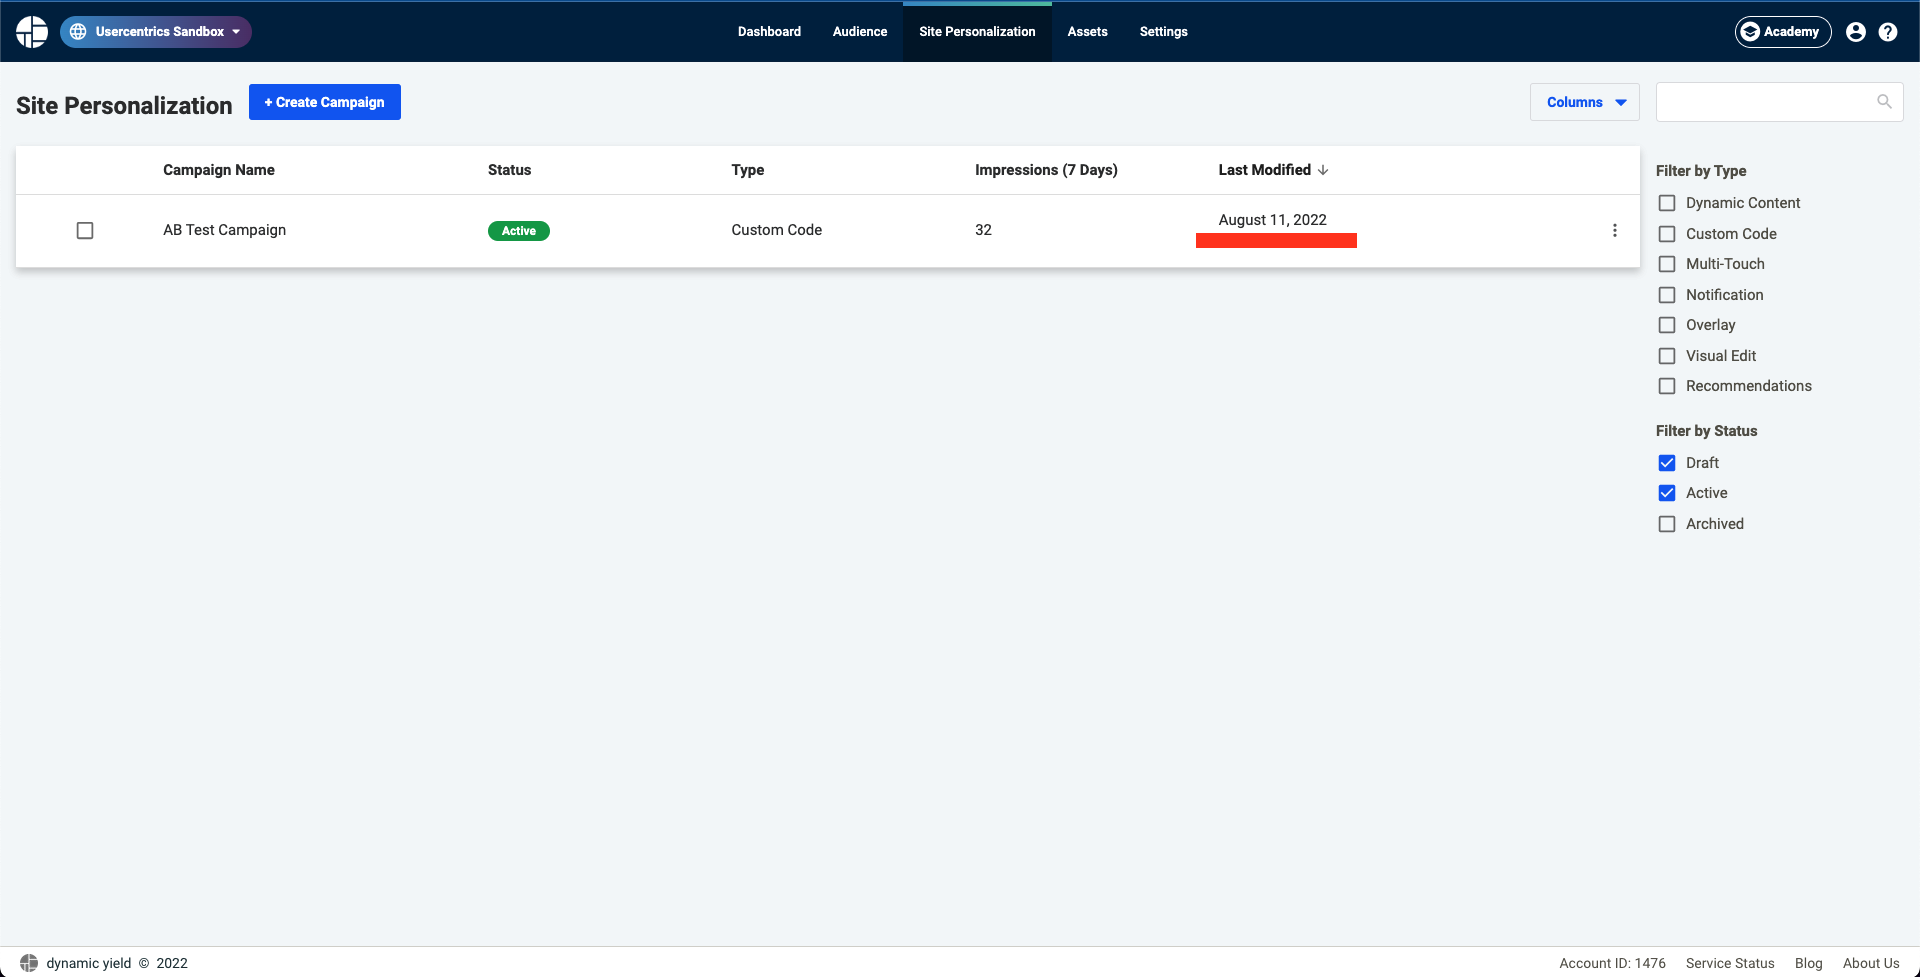 Usercentrics Sandbox
Dashboard Audience Site Personalization Assets Settings
Academy
Site Personalization
+ Create Campaign
Columns
Campaign Name Status Type Impressions (7 Days) Last Modified
AB Test Campaign Active Custom Code 32 August 11, 2022
Filter by Type
Dynamic Content
Custom Code
Multi-Touch
Notification
Overlay
Visual Edit
Recommendations
Filter by Status
Draft
Active
Archived
dynamic yield © 2022
Account ID: 1476 Service Status Blog About Us